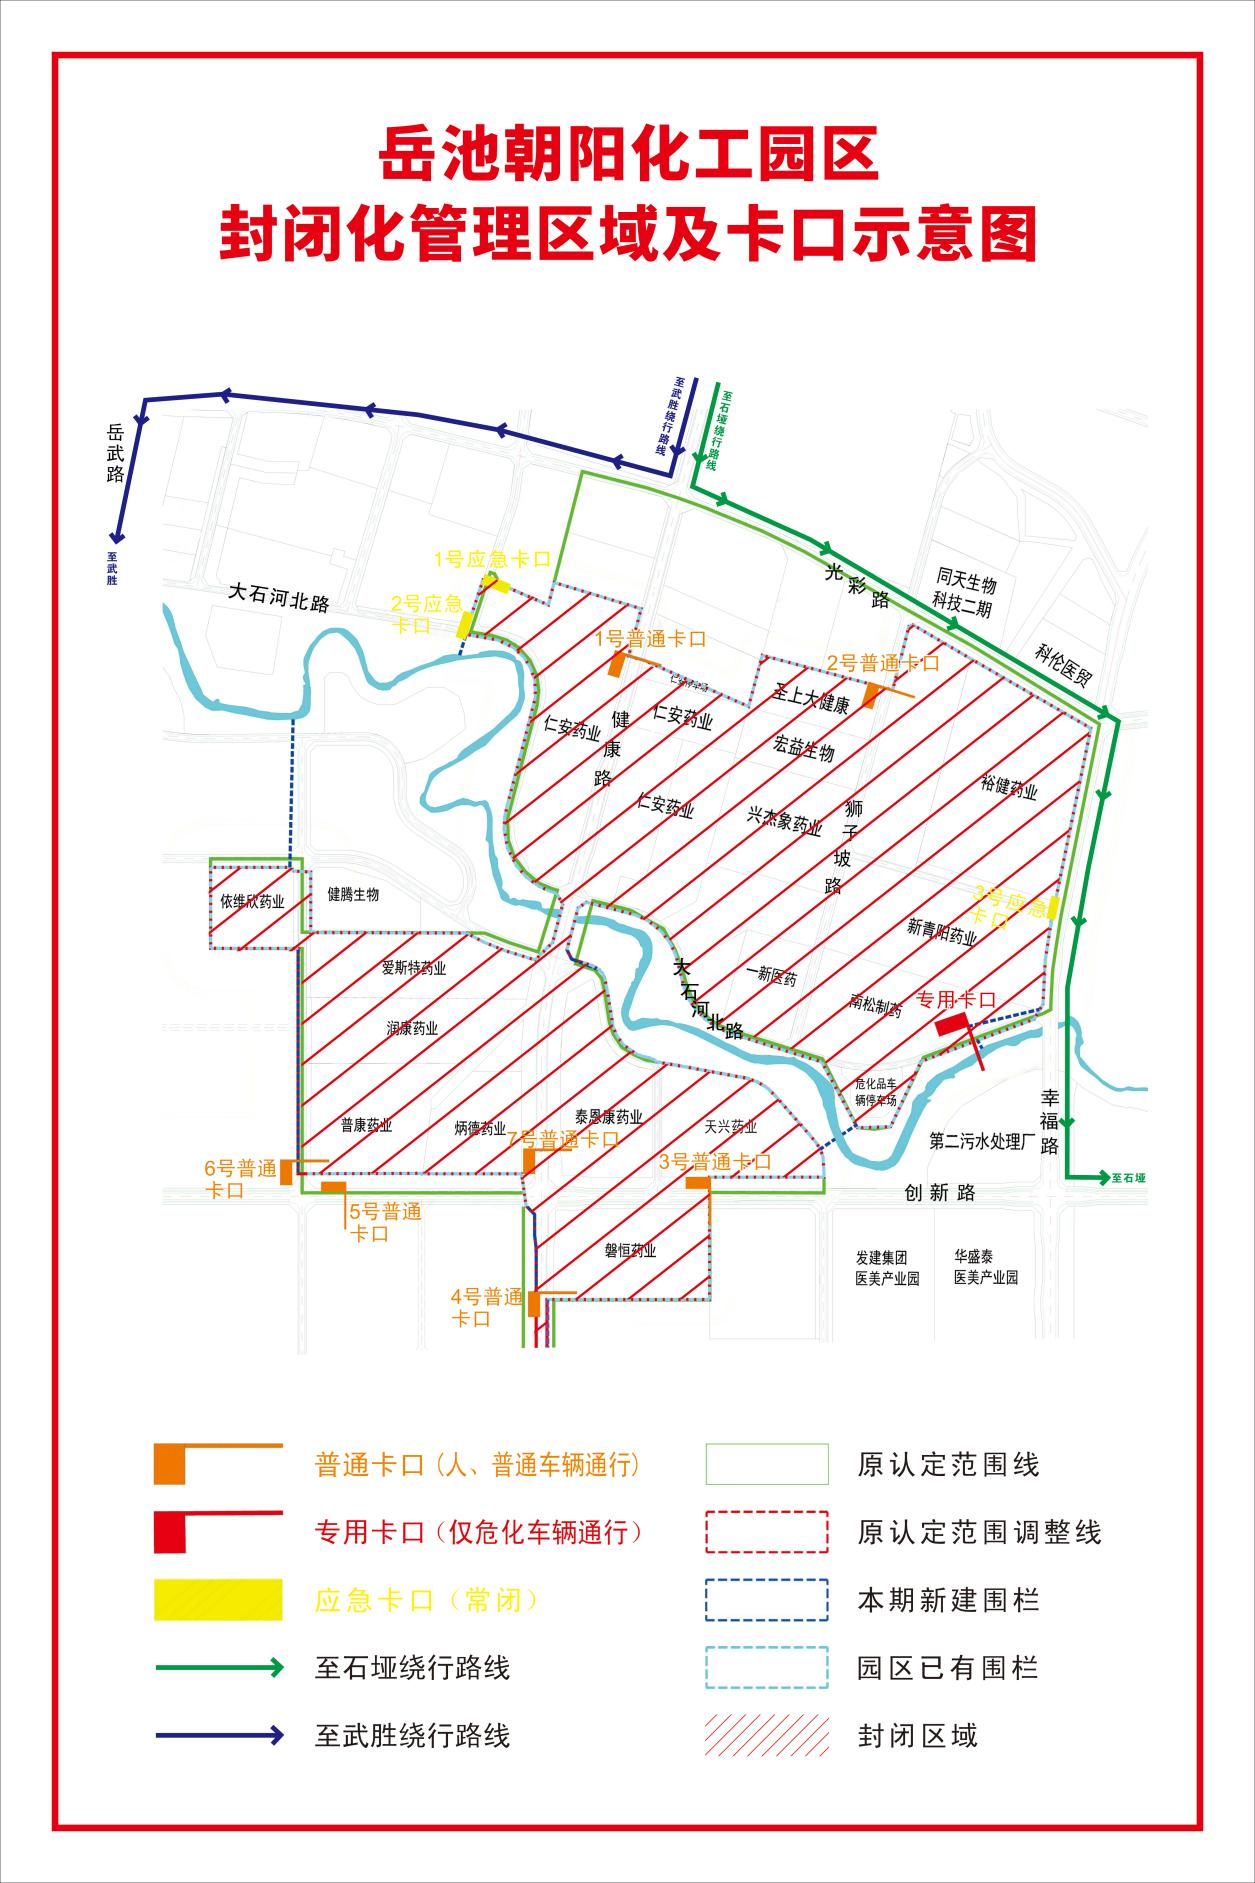 岳池朝阳化工园区
封闭化管理区域及卡口示意图
至武胜绕行路线
至石垭绕行路线
岳武路
至武胜
1号应急卡口
大石河北路
2号应急
卡口
光彩路
同天生物
科技二期
1号普通卡口
2号普通卡口
科伦医贸
圣上大健康
仁安药业
健康路
仁安药业
宏益生物
裕健药业
仁安药业
兴杰象药业
狮子坡路
依维欣药业
健腾生物
3号应急
卡口
新青阳药业
爱斯特药业
大石河北路
一新医药
南松制药
专用卡口
润康药业
危化品车
辆停车场
普康药业
炳德药业
泰恩康药业
天兴药业
7号普通卡口
第二污水处理厂
幸福路
6号普通
卡口
3号普通卡口
至石垭
创新路
5号普通
卡口
磐恒药业
发建集团
医美产业园
华盛泰
医美产业园
4号普通
卡口
普通卡口(人、普通车辆通行)
原认定范围线
专用卡口(仅危化车辆通行)
原认定范围调整线
应急卡口(常闭)
本期新建围栏
至石垭绕行路线
园区已有围栏
至武胜绕行路线
封闭区域